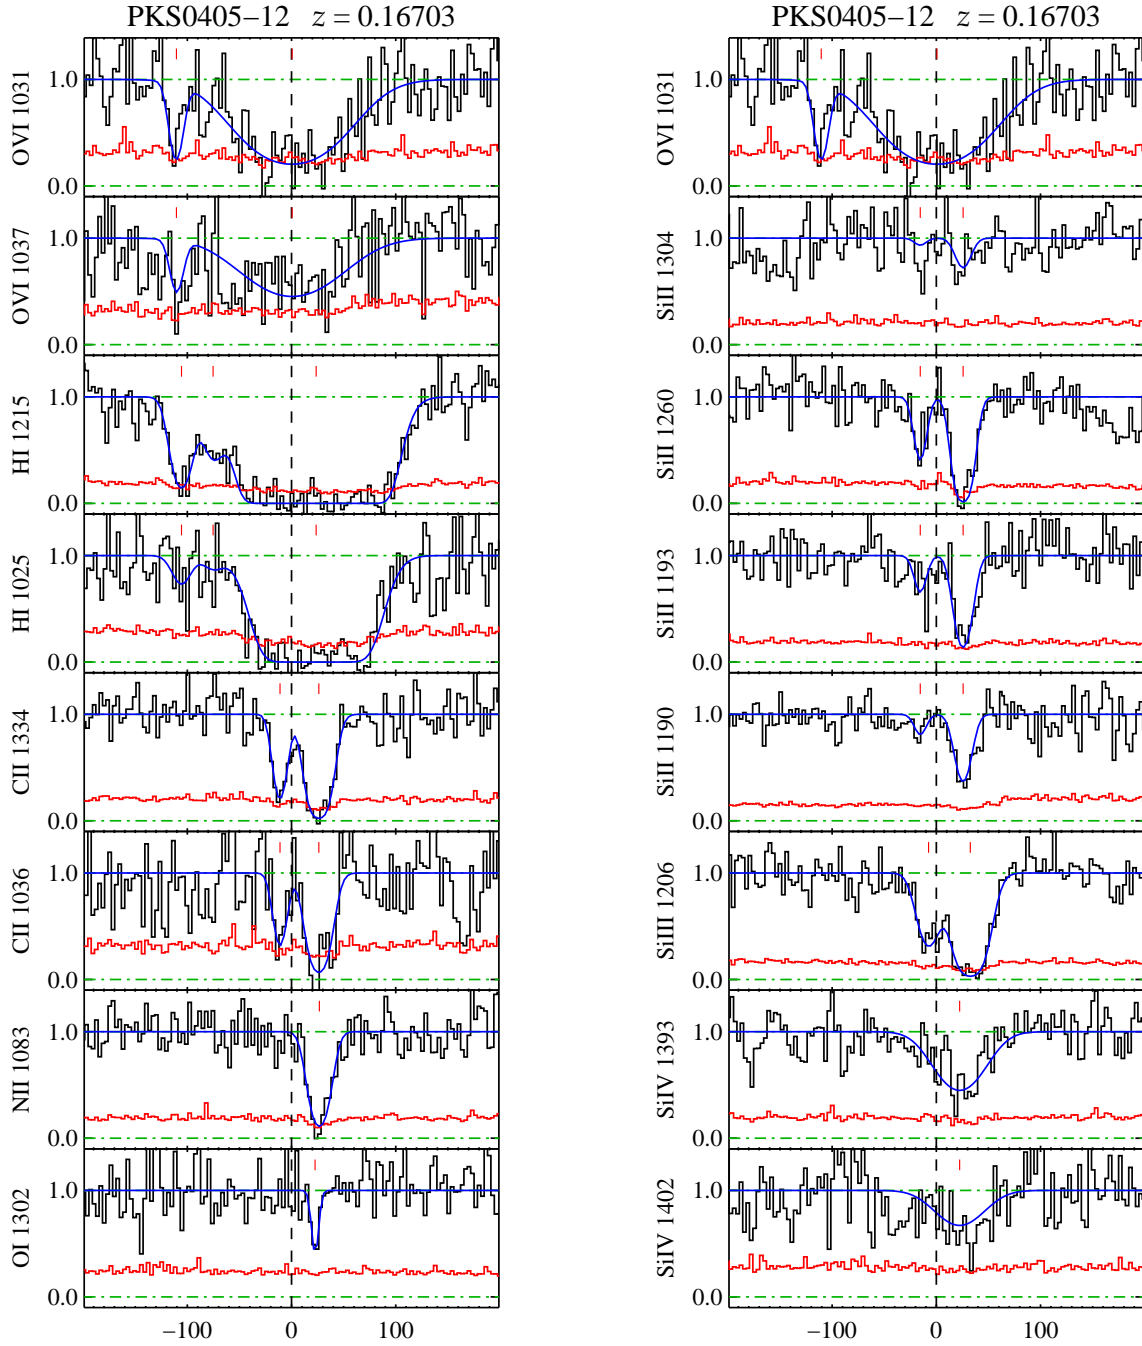 PKS0405−12 z = 0.16703
OVI 1031
1.0
0.0
OVI 1037
1.0
0.0
HI 1215
1.0
0.0
HI 1025
1.0
0.0
CII 1334
1.0
0.0
CII 1036
1.0
0.0
NII 1083
1.0
0.0
OI 1302
1.0
0.0
−100 0 100
PKS0405−12 z = 0.16703
OVI 1031
1.0
0.0
SiII 1304
1.0
0.0
SiII 1260
1.0
0.0
SiII 1193
1.0
0.0
SiII 1190
1.0
0.0
SiIII 1206
1.0
0.0
SiIV 1393
1.0
0.0
SiIV 1402
1.0
0.0
−100 0 100